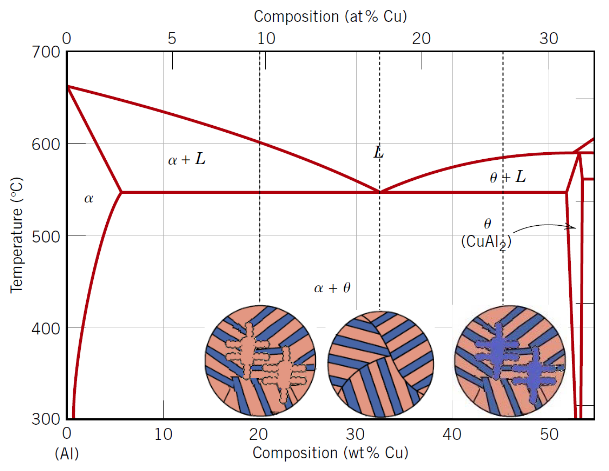 Composition (at% Cu)
0 5 10 20 30
700
600
500
400
300
Temperature (°C)
α + L
L
θ + L
α
θ
(CuAl2)
α + θ
0 10 20 30 40 50
(Al)
Composition (wt% Cu)